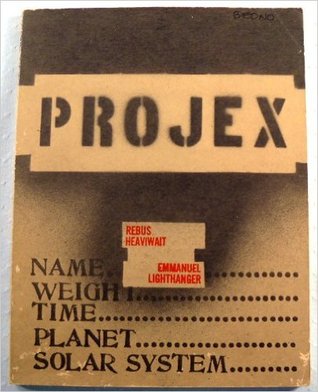 PROJEX
REBUS
HEAVIWAIT
EMMANUEL
LIGHTHANGER
NAME..........................
WEIGHT......................
TIME..........................
PLANET......................
SOLAR SYSTEM.........